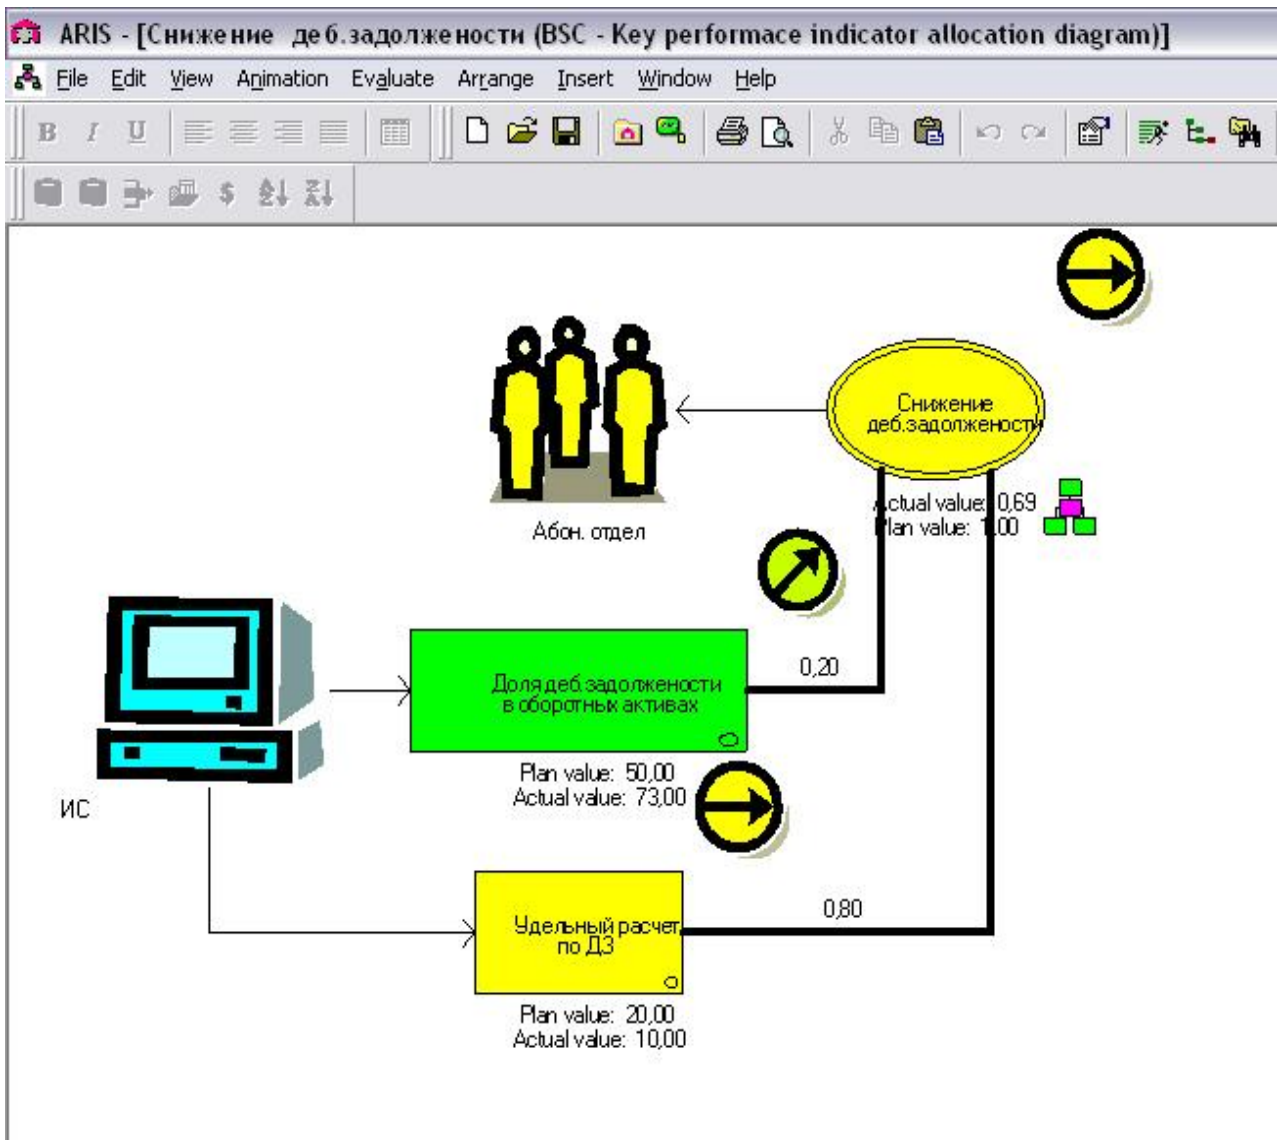 ARIS - [Снижение деб.задолжености (BSC - Key performace indicator allocation diagram)]
File Edit View Animation Evaluate Arrange Insert Window Help
B I U
Снижение
деб.задолжености
Actual value: 0,69
Plan value: 1,00
Абон. отдел
Доля деб.задолжености
в оборотных активах
0,20
Plan value: 50,00
Actual value: 73,00
ИС
Удельный расчет
по ДЗ
0,80
Plan value: 20,00
Actual value: 10,00